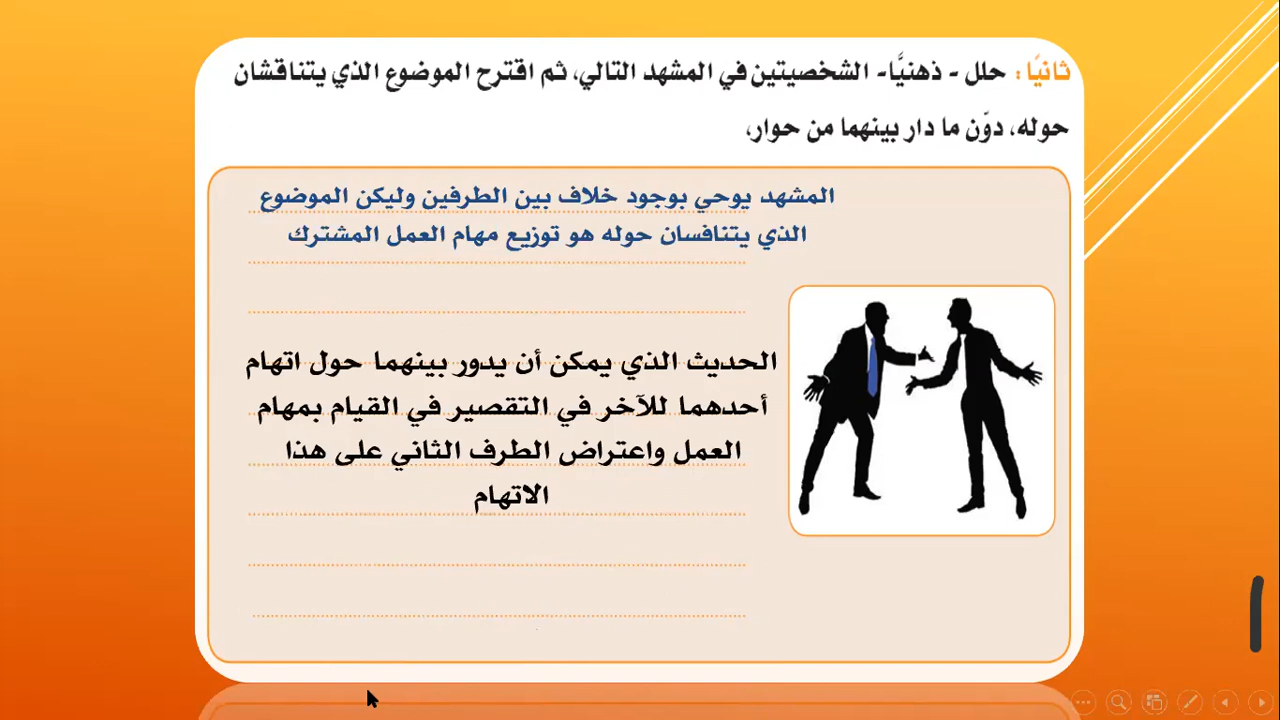 ثانيًا : حلل - ذهنيًّا- الشخصيتين في المشهد التالي، ثم اقترح الموضوع الذي يتناقشان
حوله، دوّن ما دار بينهما من حوار،
المشهد يوحي بوجود خلاف بين الطرفين وليكن الموضوع
الذي يتنافسان حوله هو توزيع مهام العمل المشترك
الحديث الذي يمكن أن يدور بينهما حول اتهام
أحدهما للآخر في التقصير في القيام بمهام
العمل واعتراض الطرف الثاني على هذا
الاتهام